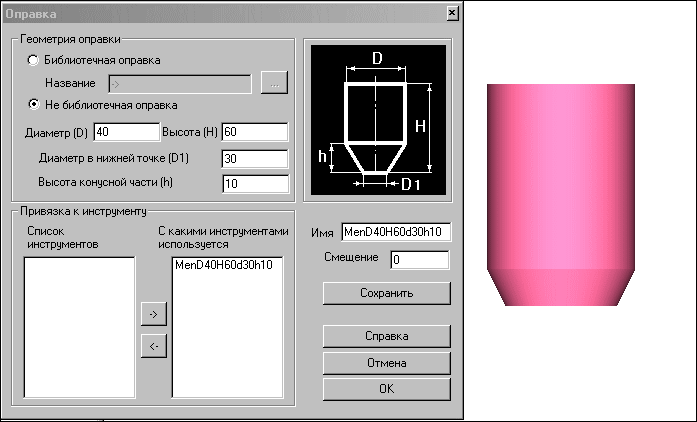 Оправка
Геометрия оправки
Библиотечная оправка
Название ->
...
Не библиотечная оправка
Диаметр (D) 40 Высота (H) 60
Диаметр в нижней точке (D1) 30
Высота конусной части (h) 10
D
H
h
D1
Привязка к инструменту
Список
инструментов
С какими инструментами
используется
MenD40H60d30h10
->
<-
Имя MenD40H60d30h10
Смещение 0
Сохранить
Справка
Отмена
OK